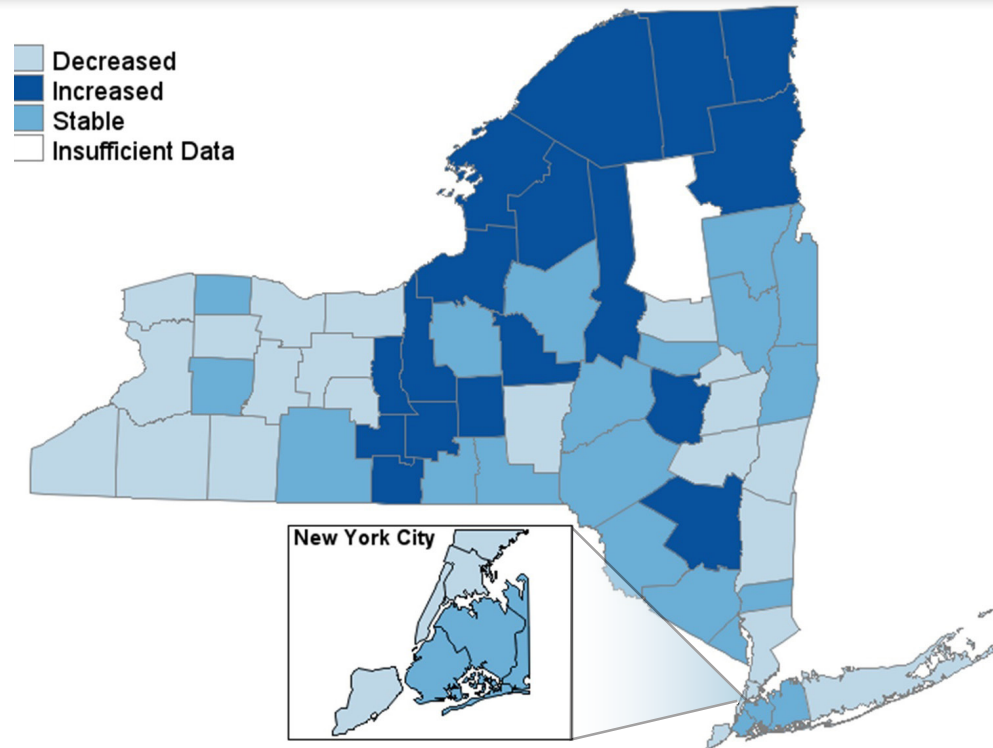 Decreased
Increased
Stable
Insufficient Data
New York City